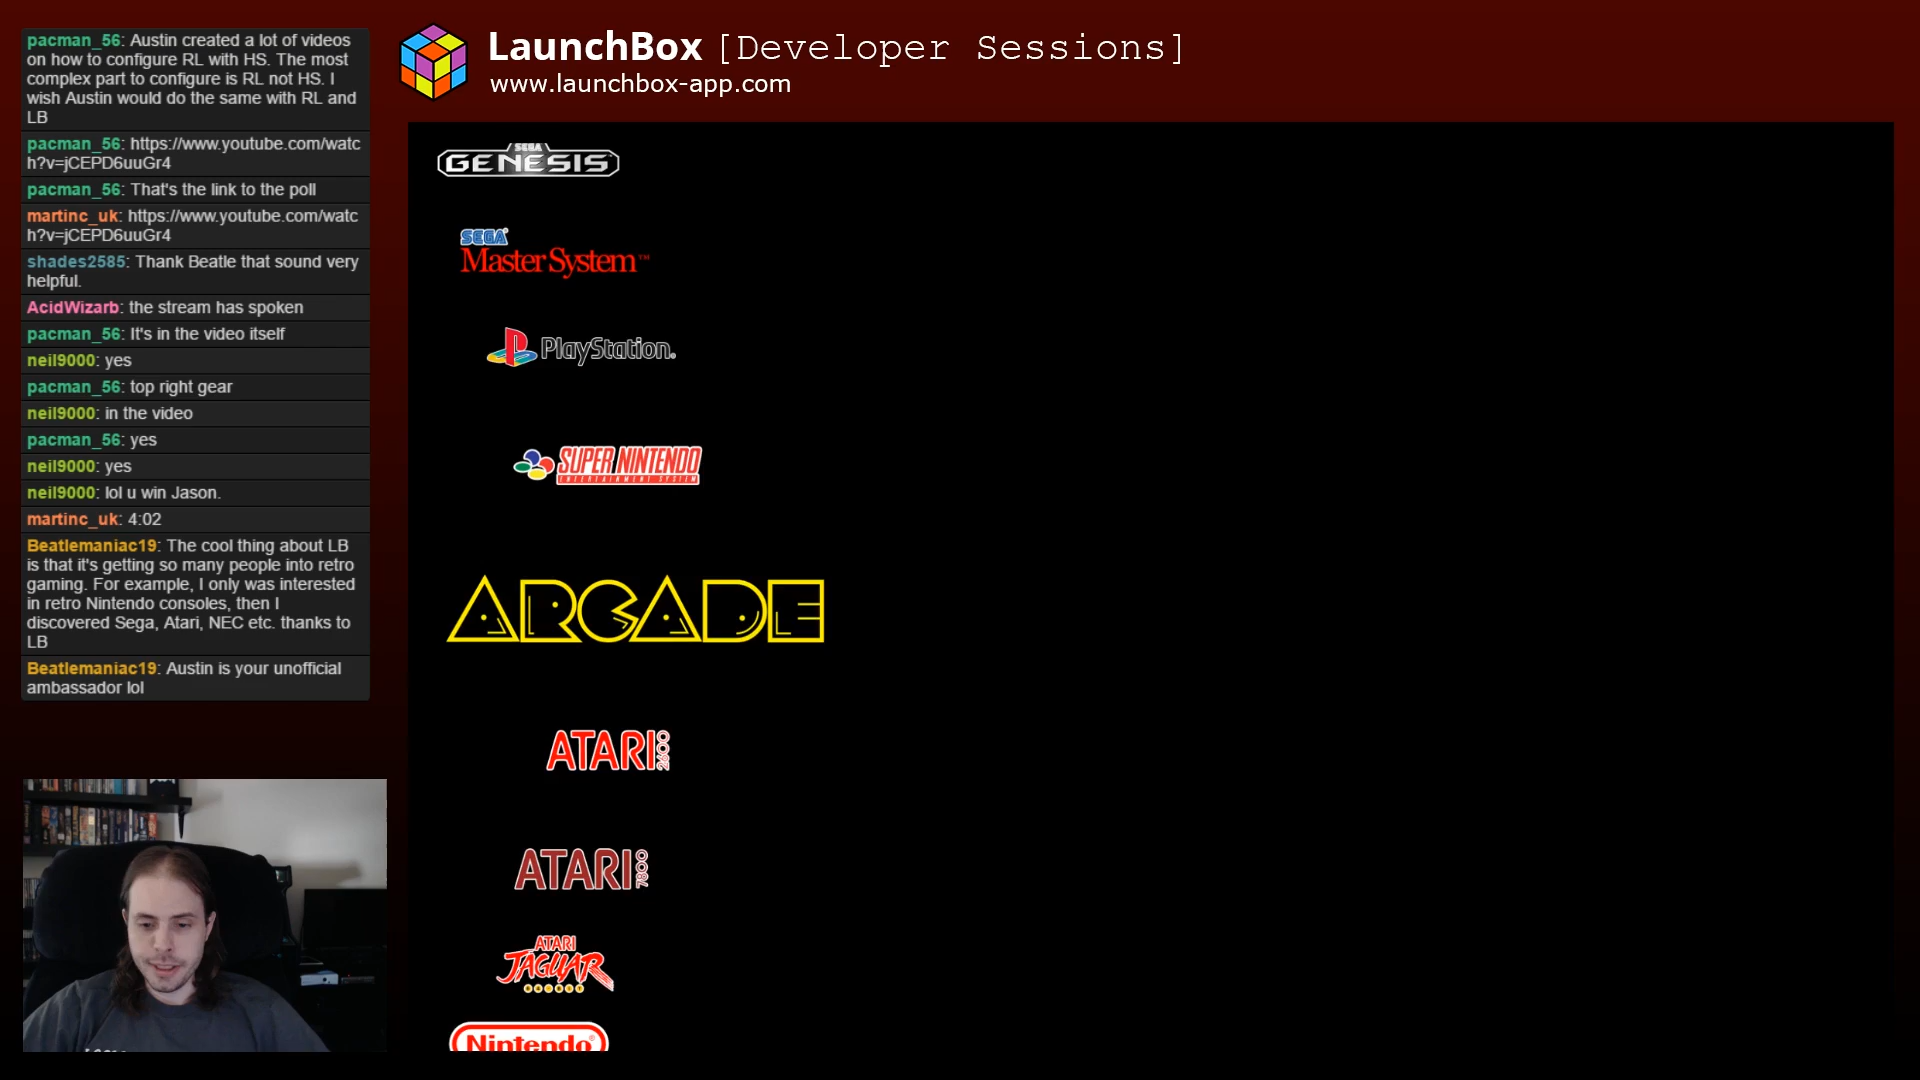 pacman_56: Austin created a lot of videos
on how to configure RL with HS. The most
complex part to configure is RL not HS. I
wish Austin would do the same with RL and
LB
pacman_56: https://www.youtube.com/watc
h?v=jCEPD6uuGr4
pacman_56: That's the link to the poll
martinc_uk: https://www.youtube.com/watc
h?v=jCEPD6uuGr4
shades2585: Thank Beatle that sound very
helpful.
AcidWizarb: the stream has spoken
pacman_56: It's in the video itself
neil9000: yes
pacman_56: top right gear
neil9000: in the video
pacman_56: yes
neil9000: yes
neil9000: lol u win Jason.
martinc_uk: 4:02
Beatlemaniac19: The cool thing about LB
is that it's getting so many people into retro
gaming. For example, I only was interested
in retro Nintendo consoles, then I
discovered Sega, Atari, NEC etc. thanks to
LB
Beatlemaniac19: Austin is your unofficial
ambassador lol
LaunchBox [Developer Sessions]
www.launchbox-app.com
SEGA
GENESIS
SEGA
Master System™
PlayStation.
SUPER NINTENDO
ENTERTAINMENT SYSTEM
ARCADE
ATARI 2600
ATARI 7800
ATARI
JAGUAR
Nintendo®